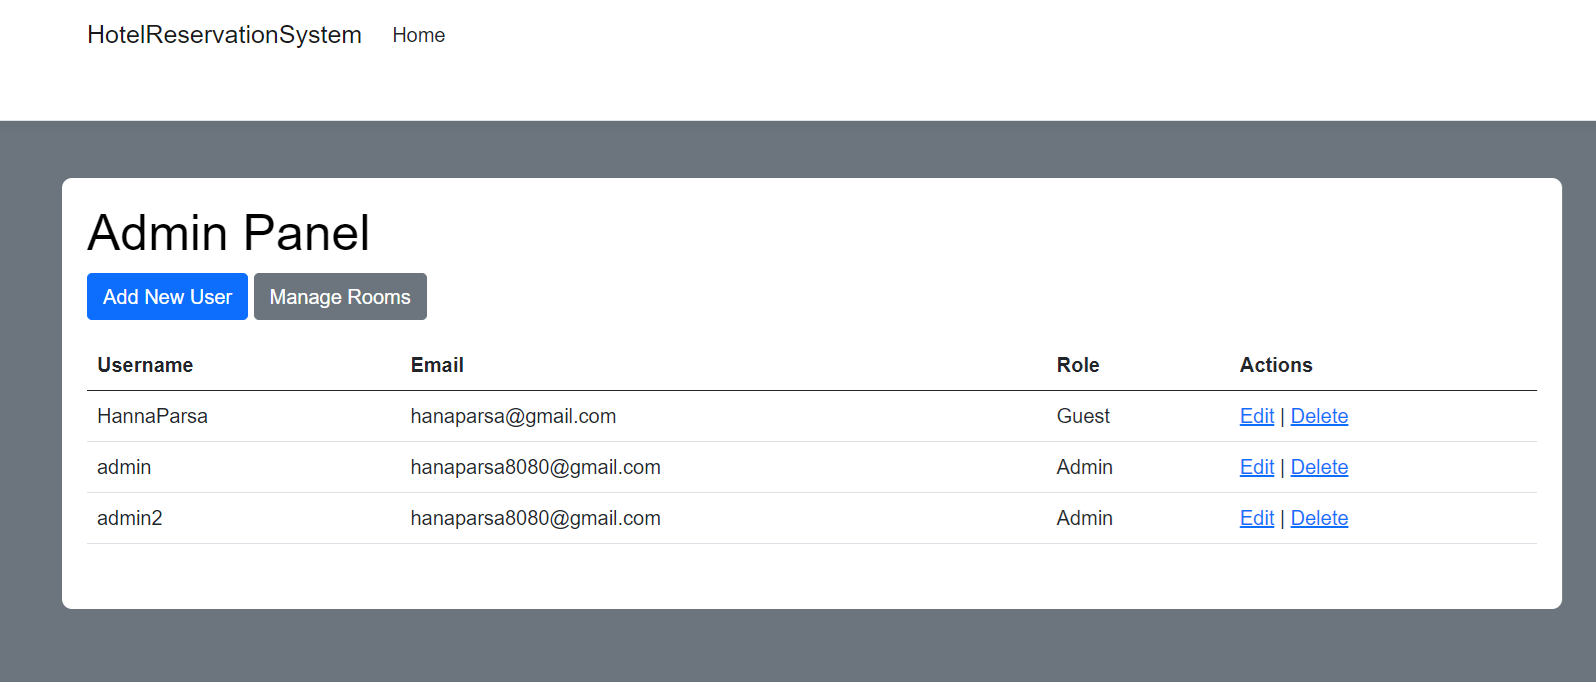 HotelReservationSystem Home
Admin Panel
Add New User Manage Rooms
Username Email Role Actions
HannaParsa hanaparsa@gmail.com Guest Edit | Delete
admin hanaparsa8080@gmail.com Admin Edit | Delete
admin2 hanaparsa8080@gmail.com Admin Edit | Delete